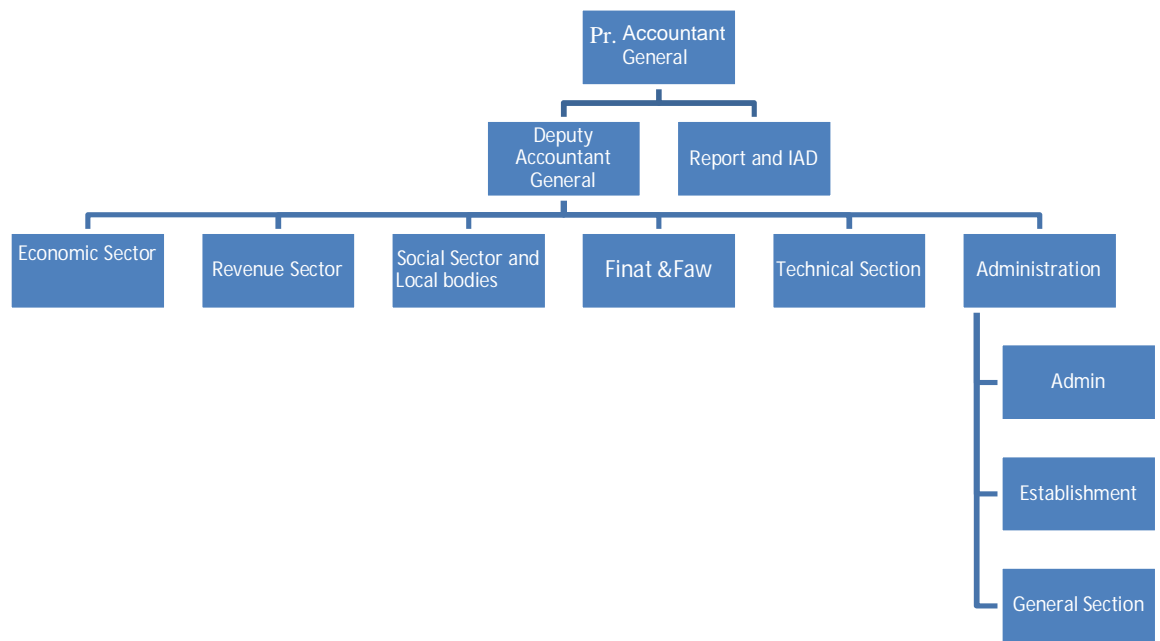 Pr. Accountant
General
Deputy
Accountant
General
Report and IAD
Economic Sector
Revenue Sector
Social Sector and
Local bodies
Finat &Faw
Technical Section
Administration
Admin
Establishment
General Section